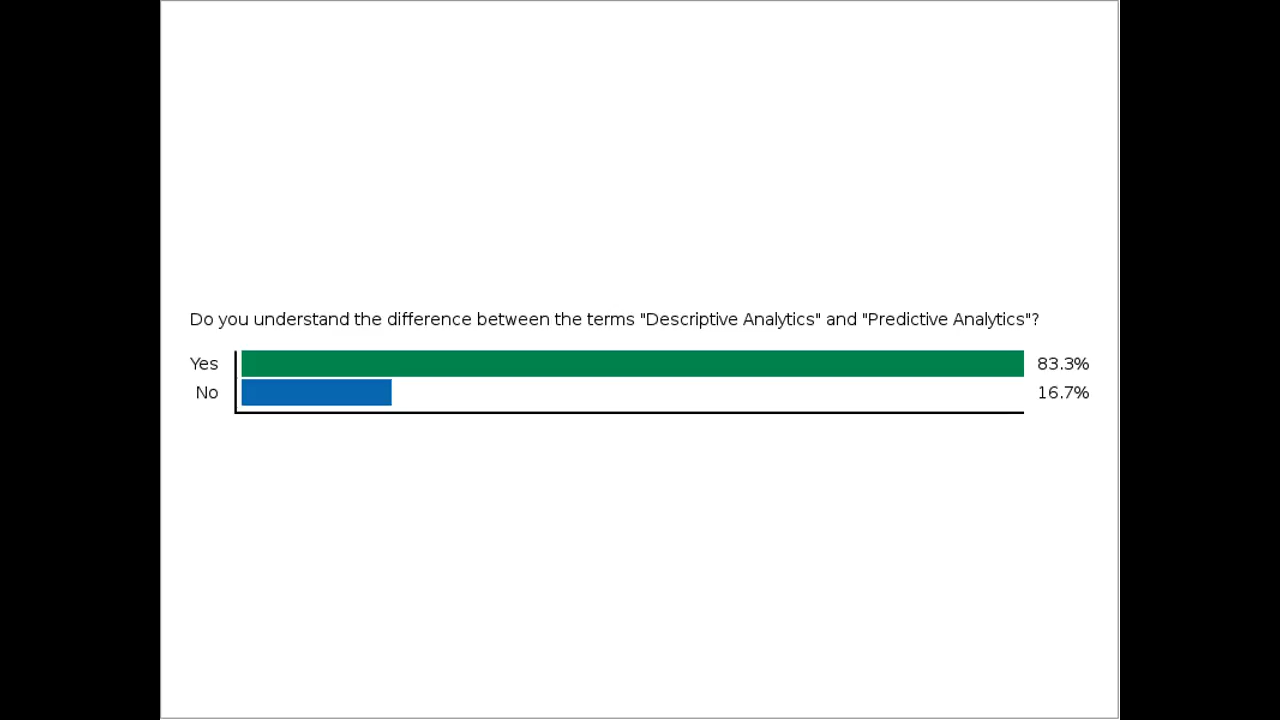 Do you understand the difference between the terms "Descriptive Analytics" and "Predictive Analytics"?
Yes 83.3%
No 16.7%